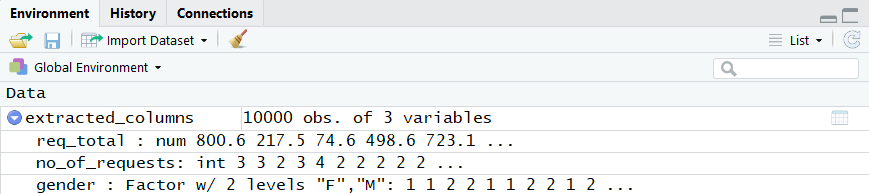 Environment History Connections
Import Dataset List
Global Environment
Data
extracted_columns 10000 obs. of 3 variables
req_total : num 800.6 217.5 74.6 498.6 723.1 ...
no_of_requests: int 3 3 2 3 4 2 2 2 2 2 ...
gender : Factor w/ 2 levels "F","M": 1 1 2 2 1 1 2 2 1 2 ...